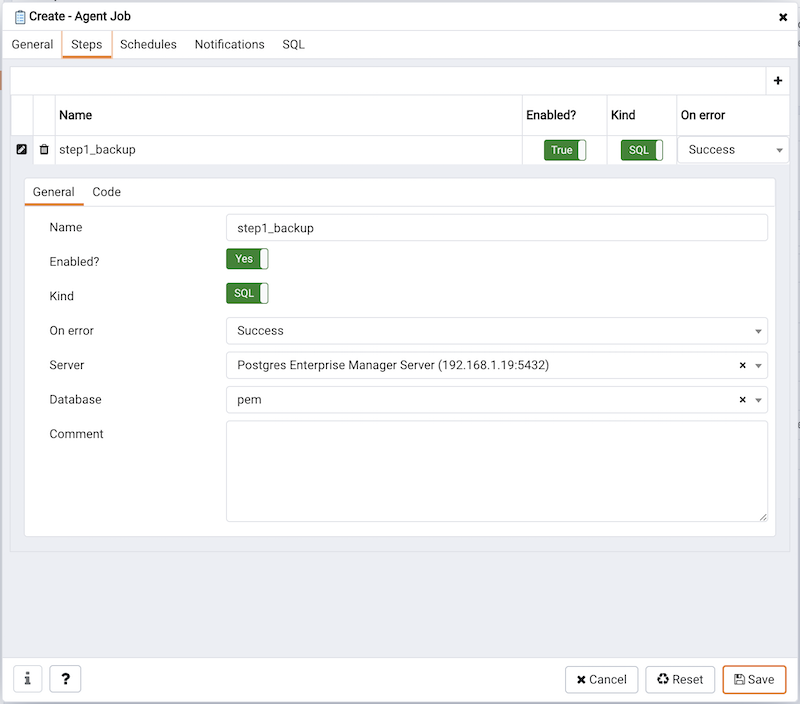 Create - Agent Job
General Steps Schedules Notifications SQL
Name Enabled? Kind On error
step1_backup True SQL Success
General Code
Name step1_backup
Enabled? Yes
Kind SQL
On error Success
Server Postgres Enterprise Manager Server (192.168.1.19:5432)
Database pem
Comment
i ? Cancel Reset Save